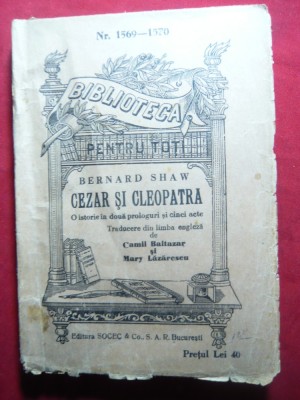 Nr. 1569—1570
BIBLIOTECA
PENTRU TOȚI
BERNARD SHAW
CEZAR ȘI CLEOPATRA
O istorie în două prologuri și cinci acte
Traducere din limba engleză
de
Camil Baltazar
și
Mary Lăzărescu
Editura SOCEC & Co., S. A. R. București
Prețul Lei 40